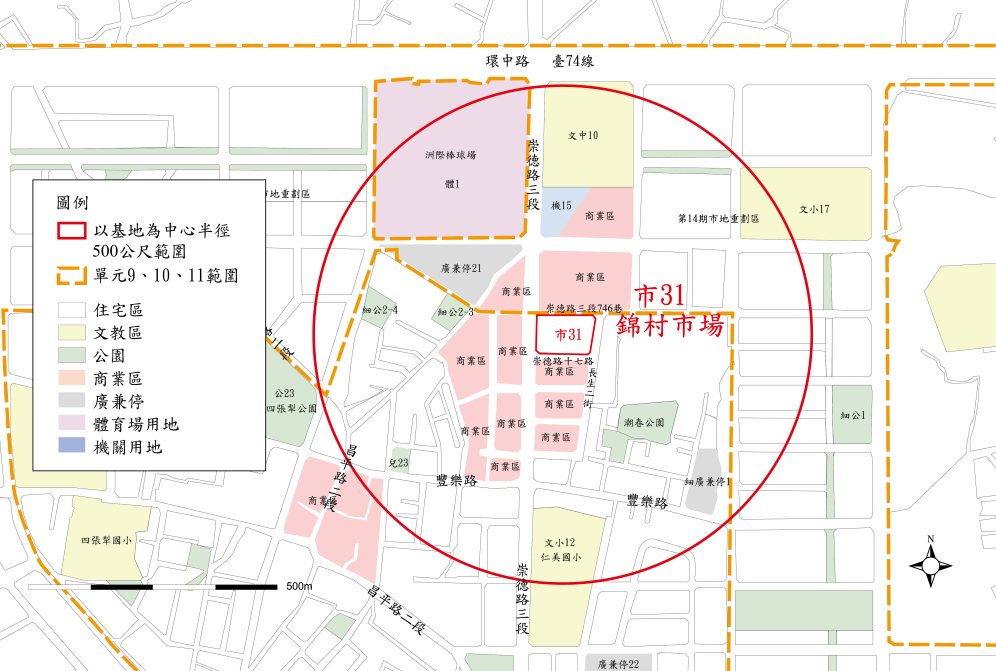 環中路 臺74線
洲際棒球場
體1
崇德路三段
文中10
機15
商業區
市地重劃區
第14期市地重劃區
文小17
圖例
以基地為中心半徑
500公尺範圍
單元9、10、11範圍
住宅區
文教區
公園
商業區
廣兼停
體育場用地
機關用地
廣兼停21
商業區
商業區
細公2-4
細公2-3
崇德路三段746巷
市31
錦村市場
市31
商業區
商業區
崇德路十七路
商業區
長生二街
商業區
公23
四張犁公園
商業區
商業區
商業區
潮春公園
細公1
昌平路二段
兒23
商業區
豐樂路
細廣兼停1
豐樂路
商業區
四張犁國小
文小12
仁美國小
崇德路三段
昌平路二段
500m
N
廣兼停22